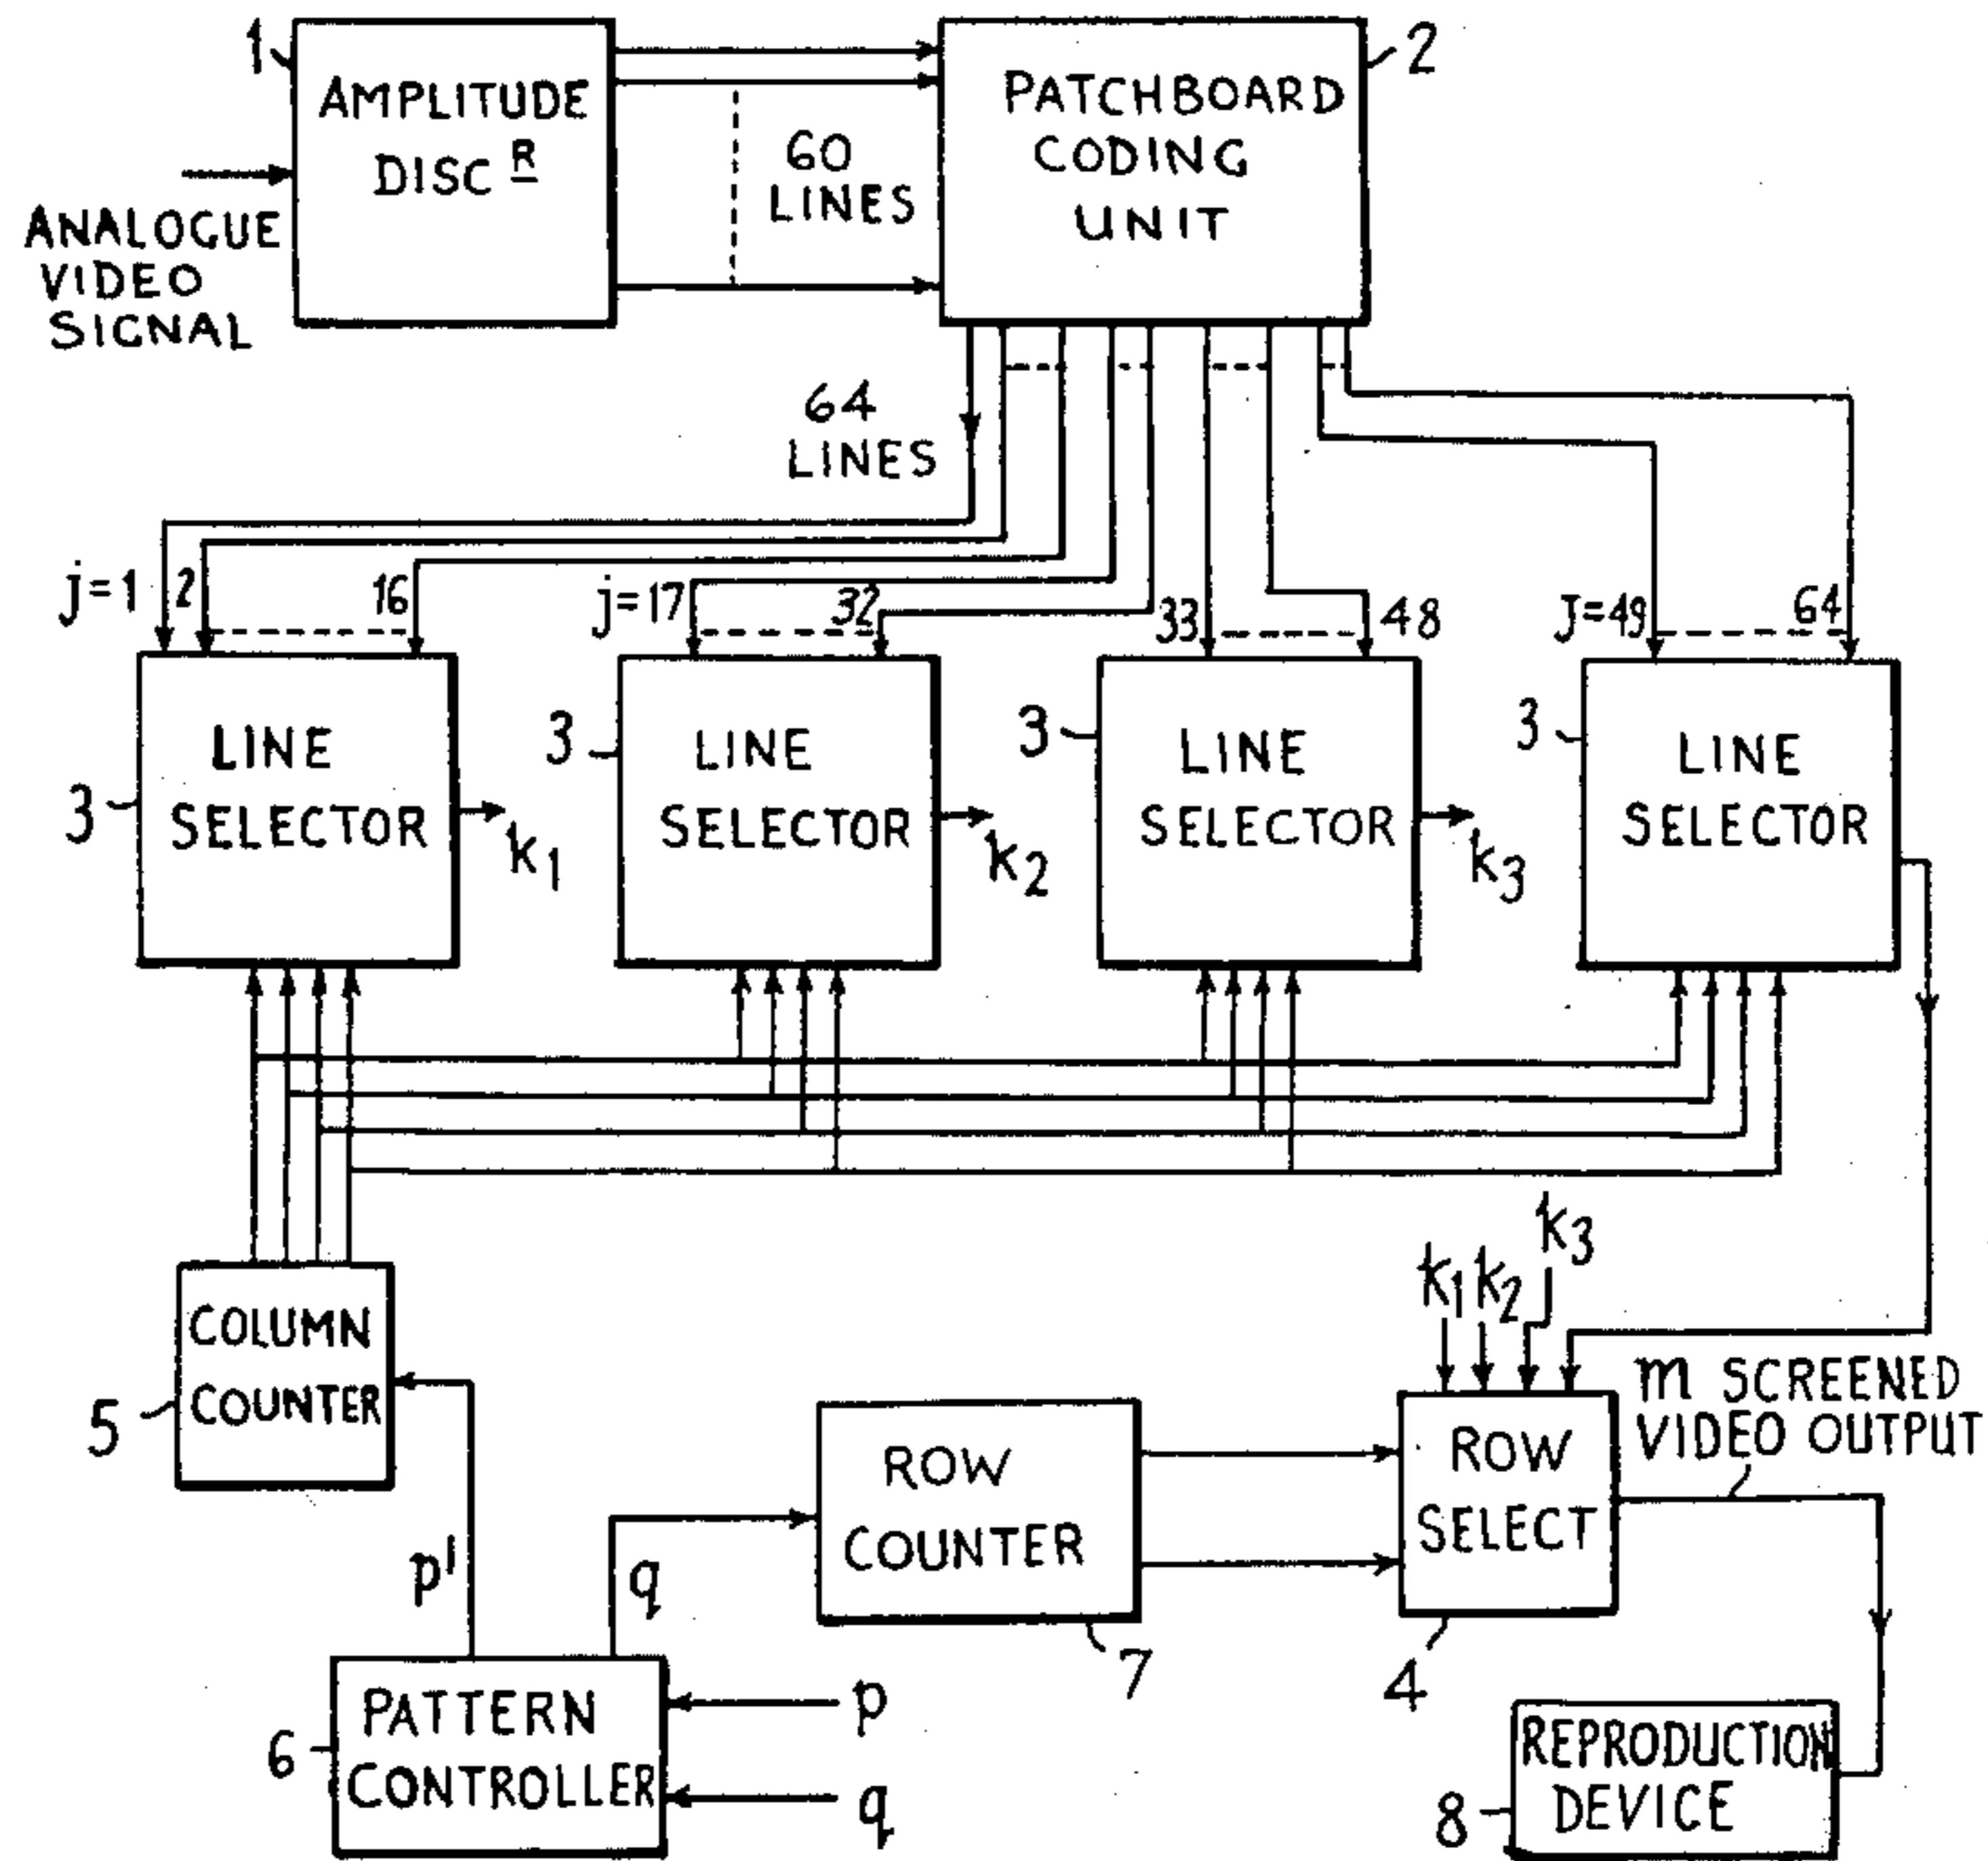 1
AMPLITUDE
DISC R
ANALOGUE
VIDEO
SIGNAL
60
LINES
PATCHBOARD
CODING
UNIT
2
64
LINES
j=1
2
16
j=17
32
33
48
J=49
64
3
LINE
SELECTOR
k1
3
LINE
SELECTOR
k2
3
LINE
SELECTOR
k3
3
LINE
SELECTOR
5
COLUMN
COUNTER
p'
q
ROW
COUNTER
7
k1
k2
k3
ROW
SELECT
4
m SCREENED
VIDEO OUTPUT
6
PATTERN
CONTROLLER
p
q
8
REPRODUCTION
DEVICE